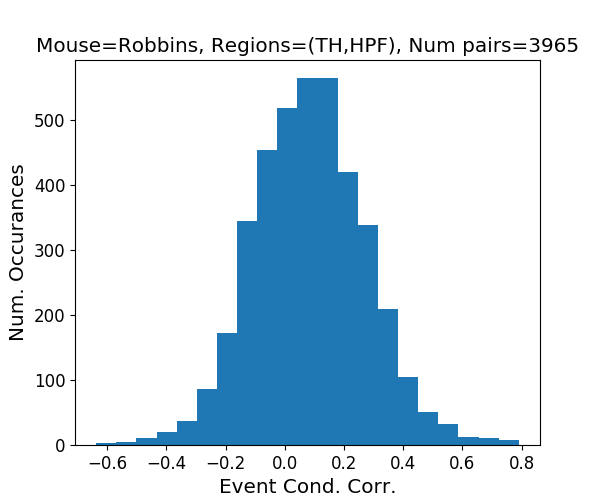 Mouse=Robbins, Regions=(TH,HPF), Num pairs=3965
Num. Occurances
500
400
300
200
100
0
−0.6 −0.4 −0.2 0.0 0.2 0.4 0.6 0.8
Event Cond. Corr.